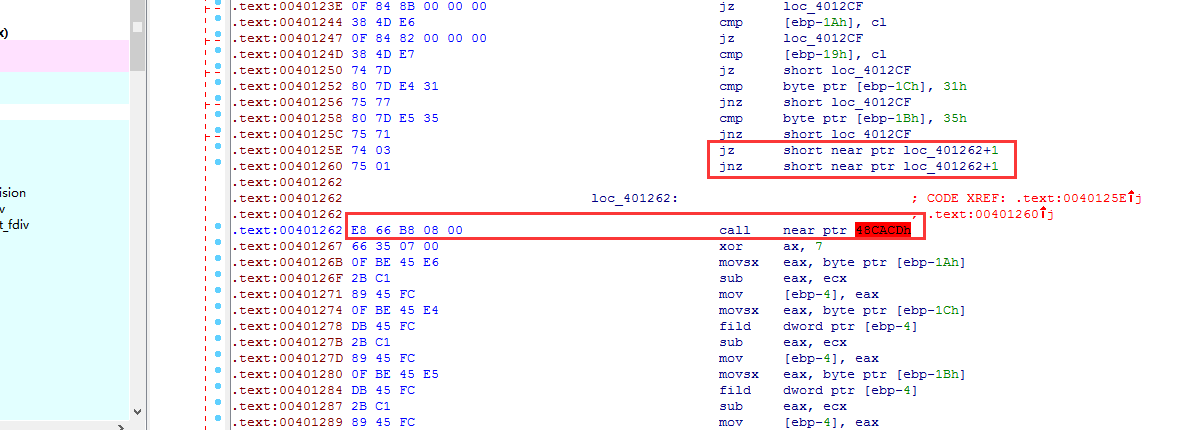 x)
ision
v
t_fdiv
.text:0040123E 0F 84 8B 00 00 00 jz loc_4012CF
.text:00401244 38 4D E6 cmp [ebp-1Ah], cl
.text:00401247 0F 84 82 00 00 00 jz loc_4012CF
.text:0040124D 38 4D E7 cmp [ebp-19h], cl
.text:00401250 74 7D jz short loc_4012CF
.text:00401252 80 7D E4 31 cmp byte ptr [ebp-1Ch], 31h
.text:00401256 75 77 jnz short loc_4012CF
.text:00401258 80 7D E5 35 cmp byte ptr [ebp-1Bh], 35h
.text:0040125C 75 71 jnz short loc_4012CF
.text:0040125E 74 03 jz short near ptr loc_401262+1
.text:00401260 75 01 jnz short near ptr loc_401262+1
.text:00401262
.text:00401262 loc_401262: ; CODE XREF: .text:0040125E↑j
.text:00401262 ; .text:00401260↑j
.text:00401262 E8 66 B8 08 00 call near ptr 48CACDh
.text:00401267 66 35 07 00 xor ax, 7
.text:0040126B 0F BE 45 E6 movsx eax, byte ptr [ebp-1Ah]
.text:0040126F 2B C1 sub eax, ecx
.text:00401271 89 45 FC mov [ebp-4], eax
.text:00401274 0F BE 45 E4 movsx eax, byte ptr [ebp-1Ch]
.text:00401278 DB 45 FC fild dword ptr [ebp-4]
.text:0040127B 2B C1 sub eax, ecx
.text:0040127D 89 45 FC mov [ebp-4], eax
.text:00401280 0F BE 45 E5 movsx eax, byte ptr [ebp-1Bh]
.text:00401284 DB 45 FC fild dword ptr [ebp-4]
.text:00401287 2B C1 sub eax, ecx
.text:00401289 89 45 FC mov [ebp-4], eax